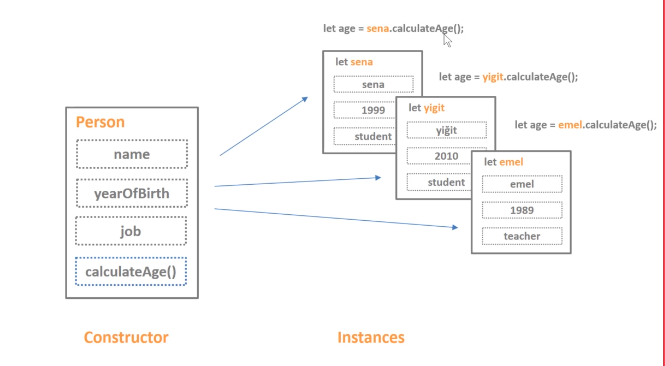 let age = sena.calculateAge();
let sena
sena
1999
student
let age = yigit.calculateAge();
let yigit
yiğit
2010
student
let age = emel.calculateAge();
let emel
emel
1989
teacher
Person
name
yearOfBirth
job
calculateAge()
Constructor
Instances